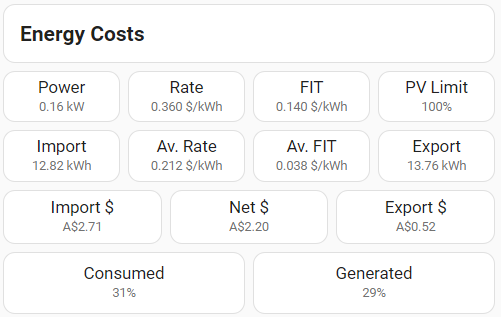 Energy Costs
Power
0.16 kW
Rate
0.360 $/kWh
FIT
0.140 $/kWh
PV Limit
100%
Import
12.82 kWh
Av. Rate
0.212 $/kWh
Av. FIT
0.038 $/kWh
Export
13.76 kWh
Import $
A$2.71
Net $
A$2.20
Export $
A$0.52
Consumed
31%
Generated
29%